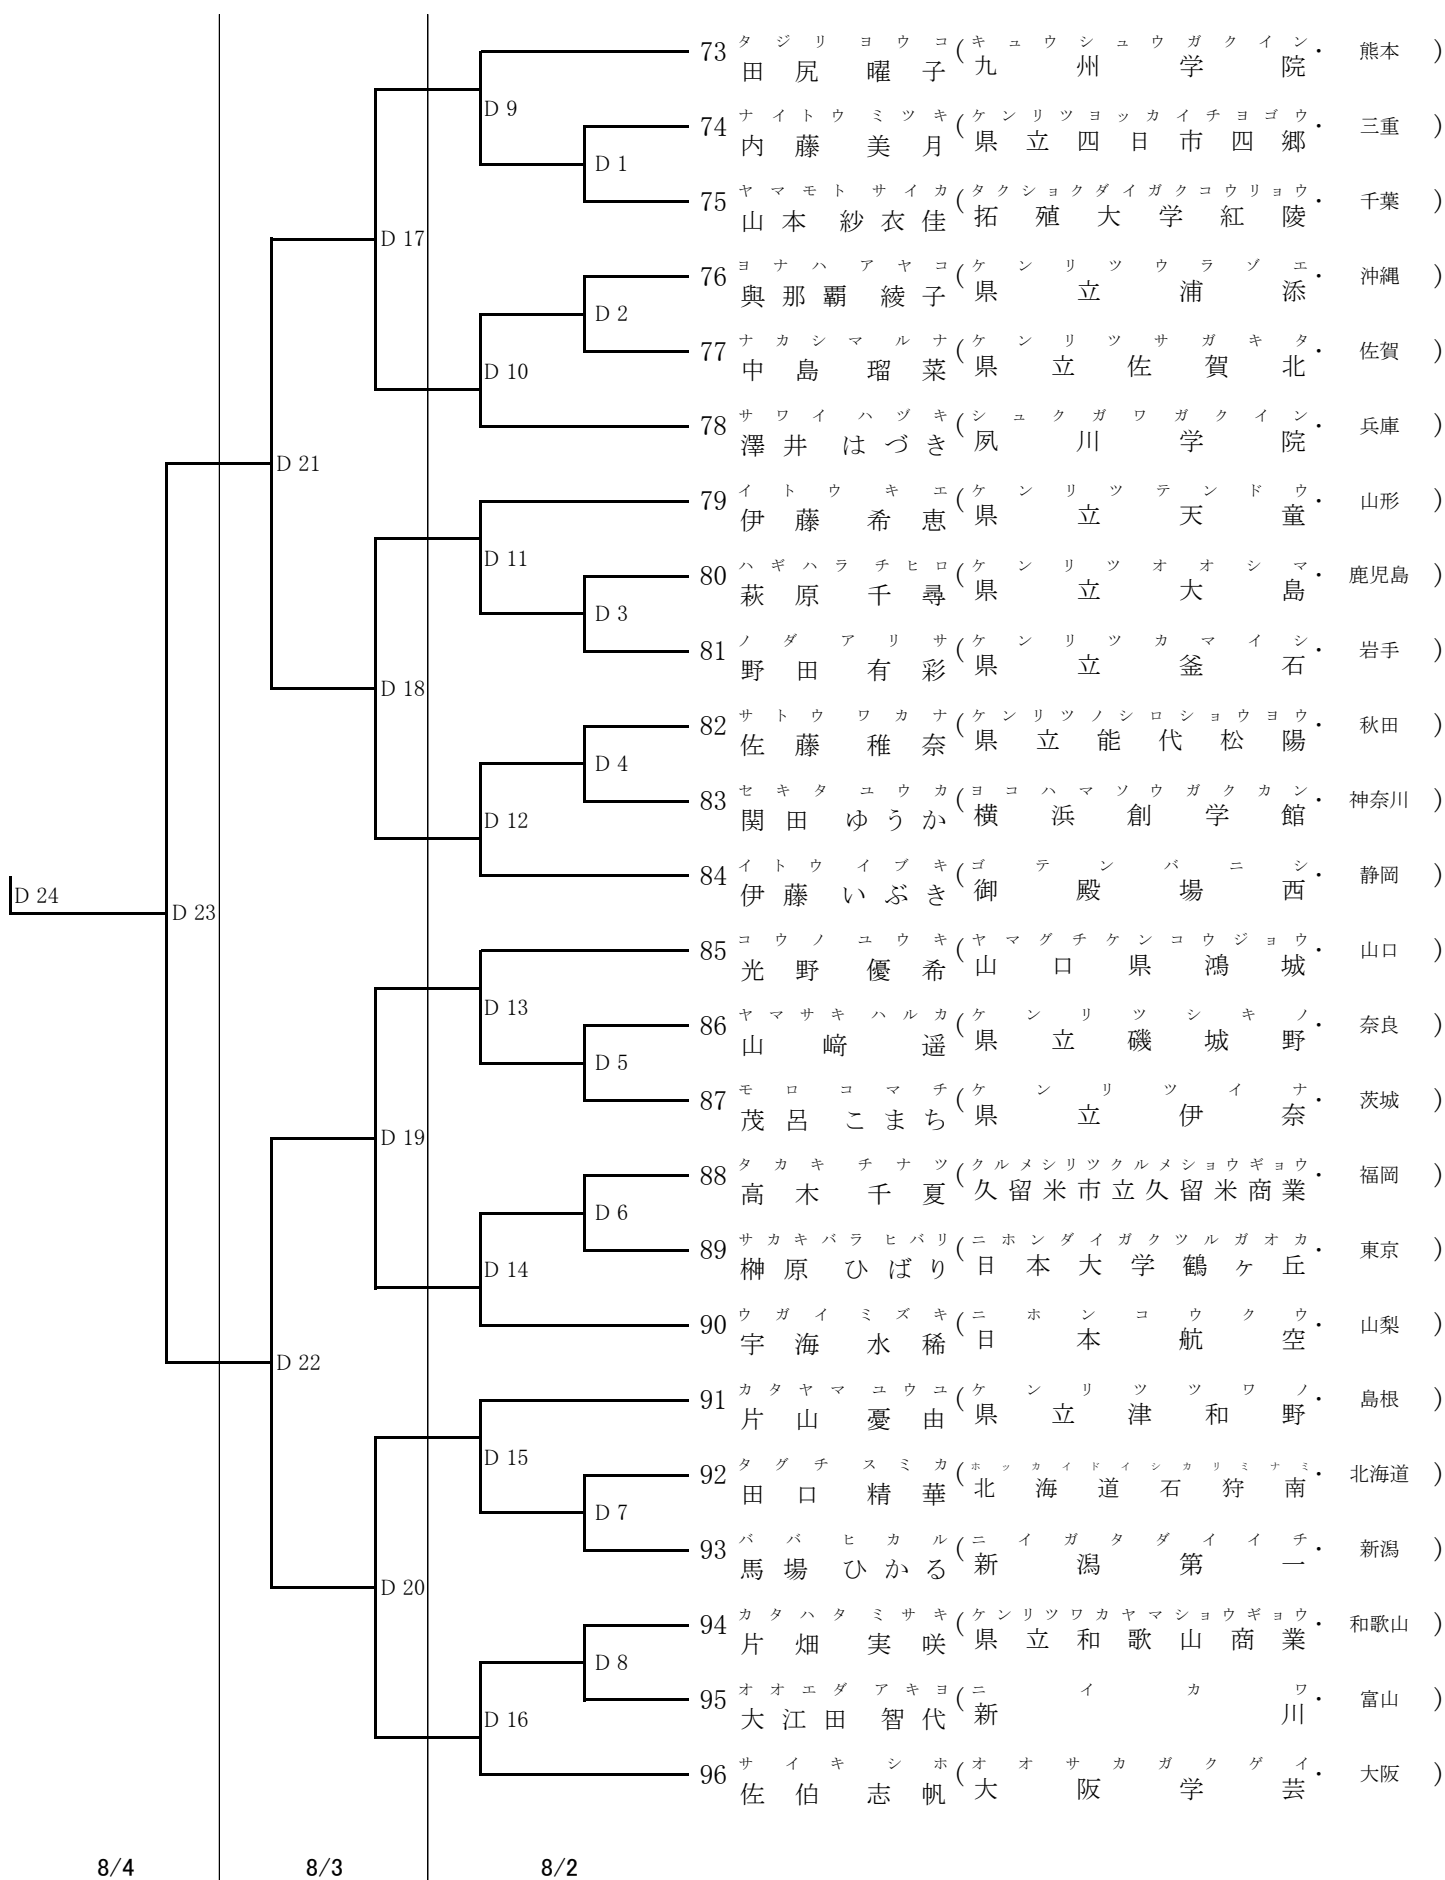 タジリ ヨウコ キュウシュウガクイン
73 田尻 曜子 ( 九州学院 ・ 熊本 )
D 9
ナイトウ ミツキ ケンリツヨッカイチヨゴウ
74 内藤 美月 ( 県立四日市四郷 ・ 三重 )
D 1
ヤマモト サイカ タクショクダイガクコウリョウ
75 山本 紗衣佳 ( 拓殖大学紅陵 ・ 千葉 )
D 17
ヨナハ アヤコ ケンリツウラゾエ
76 與那覇 綾子 ( 県立浦添 ・ 沖縄 )
D 2
ナカシマ ルナ ケンリツサガキタ
77 中島 瑠菜 ( 県立佐賀北 ・ 佐賀 )
D 10
サワイ ハヅキ シュクガワガクイン
78 澤井 はづき ( 夙川学院 ・ 兵庫 )
D 21
イトウ キエ ケンリツテンドウ
79 伊藤 希恵 ( 県立天童 ・ 山形 )
D 11
ハギハラ チヒロ ケンリツオオシマ
80 萩原 千尋 ( 県立大島 ・ 鹿児島 )
D 3
ノダ アリサ ケンリツカマイシ
81 野田 有彩 ( 県立釜石 ・ 岩手 )
D 18
サトウ ワカナ ケンリツノシロショウヨウ
82 佐藤 稚奈 ( 県立能代松陽 ・ 秋田 )
D 4
セキタ ユウカ ヨコハマソウガクカン
83 関田 ゆうか ( 横浜創学館 ・ 神奈川 )
D 12
イトウ イブキ ゴテンバニシ
84 伊藤 いぶき ( 御殿場西 ・ 静岡 )
D 24
D 23
コウノ ユウキ ヤマグチケンコウジョウ
85 光野 優希 ( 山口県鴻城 ・ 山口 )
D 13
ヤマサキ ハルカ ケンリツシキノ
86 山﨑 遥 ( 県立磯城野 ・ 奈良 )
D 5
モロ コマチ ケンリツイナ
87 茂呂 こまち ( 県立伊奈 ・ 茨城 )
D 19
タカキ チナツ クルメシリツクルメショウギョウ
88 高木 千夏 ( 久留米市立久留米商業 ・ 福岡 )
D 6
サカキバラ ヒバリ ニホンダイガクツルガオカ
89 榊原 ひばり ( 日本大学鶴ヶ丘 ・ 東京 )
D 14
ウガイ ミズキ ニホンコウクウ
90 宇海 水稀 ( 日本航空 ・ 山梨 )
D 22
カタヤマ ユウユ ケンリツツワノ
91 片山 憂由 ( 県立津和野 ・ 島根 )
D 15
タグチ スミカ ホッカイドイシカリミナミ
92 田口 精華 ( 北海道石狩南 ・ 北海道 )
D 7
ババ ヒカル ニイガタダイイチ
93 馬場 ひかる ( 新潟第一 ・ 新潟 )
D 20
カタハタ ミサキ ケンリツワカヤマショウギョウ
94 片畑 実咲 ( 県立和歌山商業 ・ 和歌山 )
D 8
オオエダ アキヨ ニイカワ
95 大江田 智代 ( 新川 ・ 富山 )
D 16
サイキ シホ オオサカガクゲイ
96 佐伯 志帆 ( 大阪学芸 ・ 大阪 )
8/4 8/3 8/2